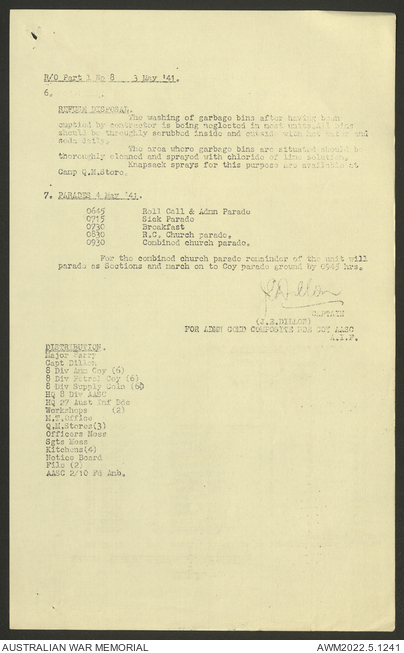 R/O Part 1 No 8   3 May '41.
6.
REFUSE DISPOSAL.
The washing of garbage bins after having been
emptied by contractor is being neglected in most units. All bins
should be throughly scrubbed inside and outside with hot water and
soda daily.
The area where garbage bins are situated should be
thoroughly cleaned and sprayed with chloride of lime solution.
Knapsack sprays for this purpose are available at
Camp Q.M.Store.
7. PARADES 4 May '41.
0645 Roll Call & Admn Parade
0715 Sick Parade
0730 Breakfast
0830 R.C. Church parade.
0930 Combined church parade.
For the combined church parade remainder of the unit will
parade as Sections and march on to Coy parade ground by 0945 hrs.
JRDillon
CAPTAIN
(J.R.DILLON)
FOR ADMN COMD COMPOSITE COY AASC
A.I.F.
DISTRIBUTION.
Major Parry
Capt Dillon
8 Div Amn Coy (6)
8 Div Petrol Coy (6)
8 Div Supply Coln (6)
HQ 8 Div AASC
HQ 27 Aust Inf Bde
Workshops (2)
M.T.Office
Q.M.Stores(3)
Officers Mess
Sgts Mess
Kitchens(4)
Notice Board
File (2)
AASC 2/10 Fd Amb.
AUSTRALIAN WAR MEMORIAL
AWM2022.5.1241